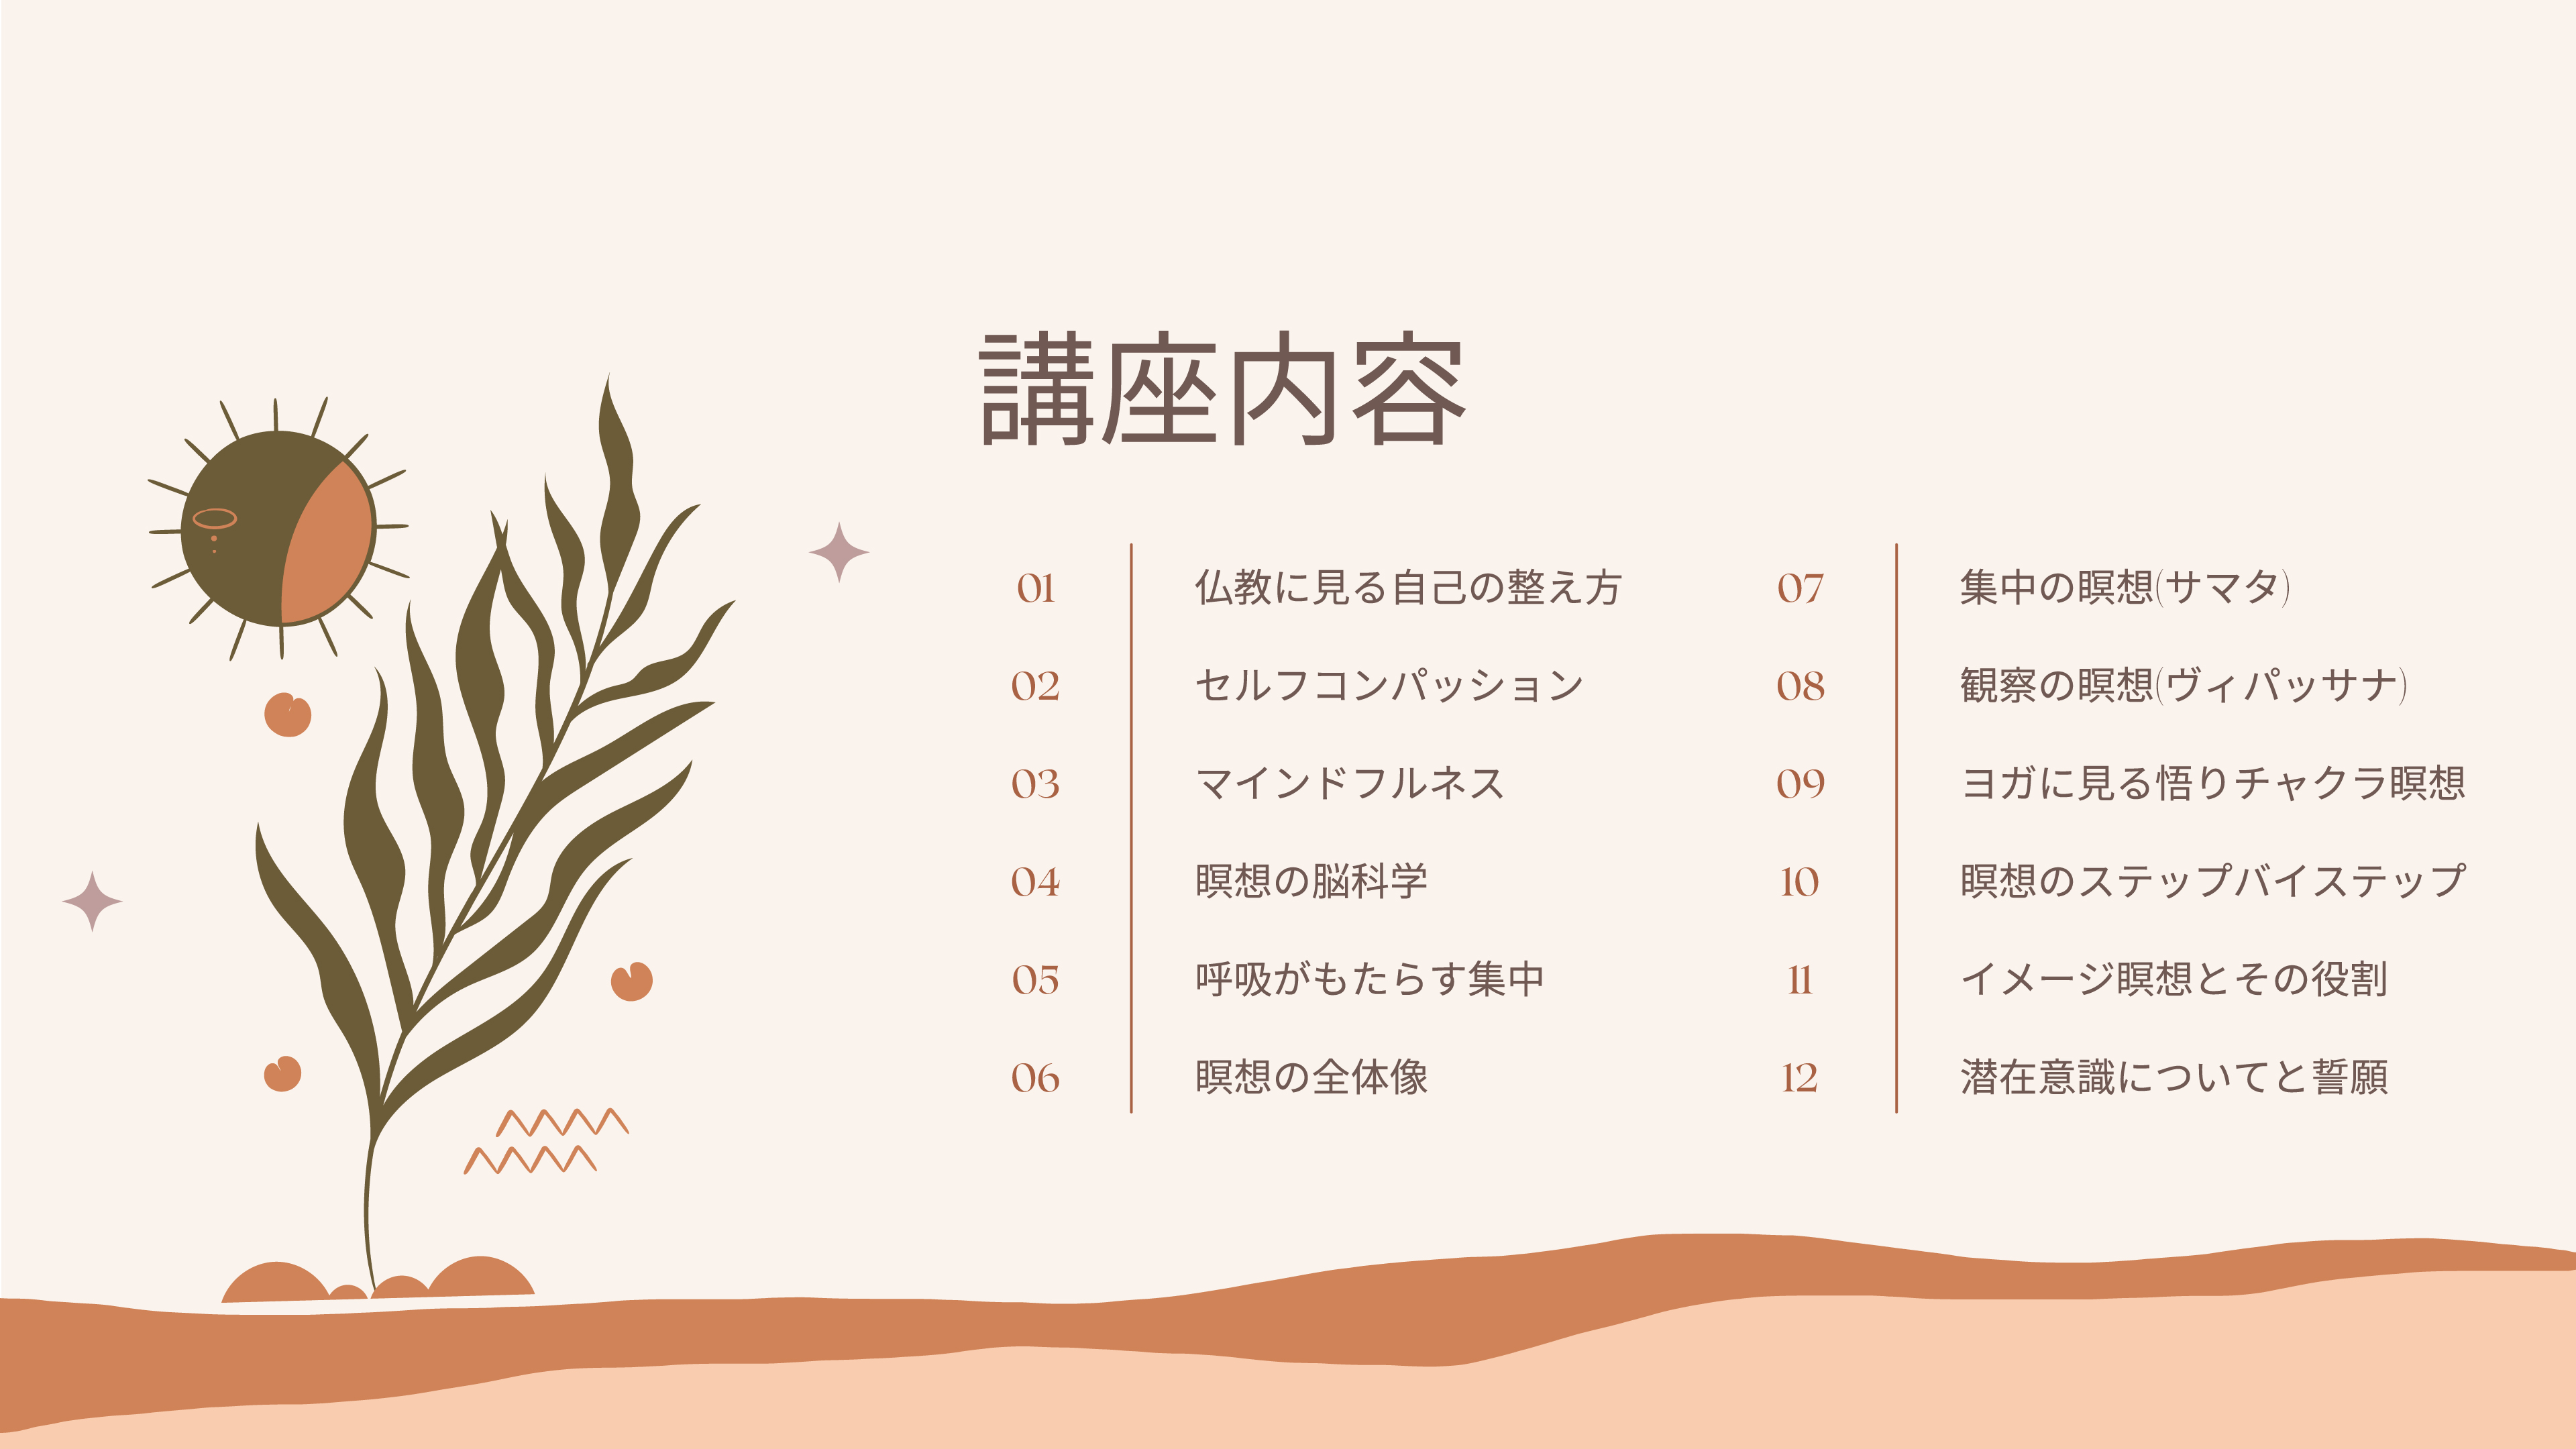 講座内容
01 仏教に見る自己の整え方
02 セルフコンパッション
03 マインドフルネス
04 瞑想の脳科学
05 呼吸がもたらす集中
06 瞑想の全体像
07 集中の瞑想(サマタ)
08 観察の瞑想(ヴィパッサナ)
09 ヨガに見る悟りチャクラ瞑想
10 瞑想のステップバイステップ
11 イメージ瞑想とその役割
12 潜在意識についてと誓願